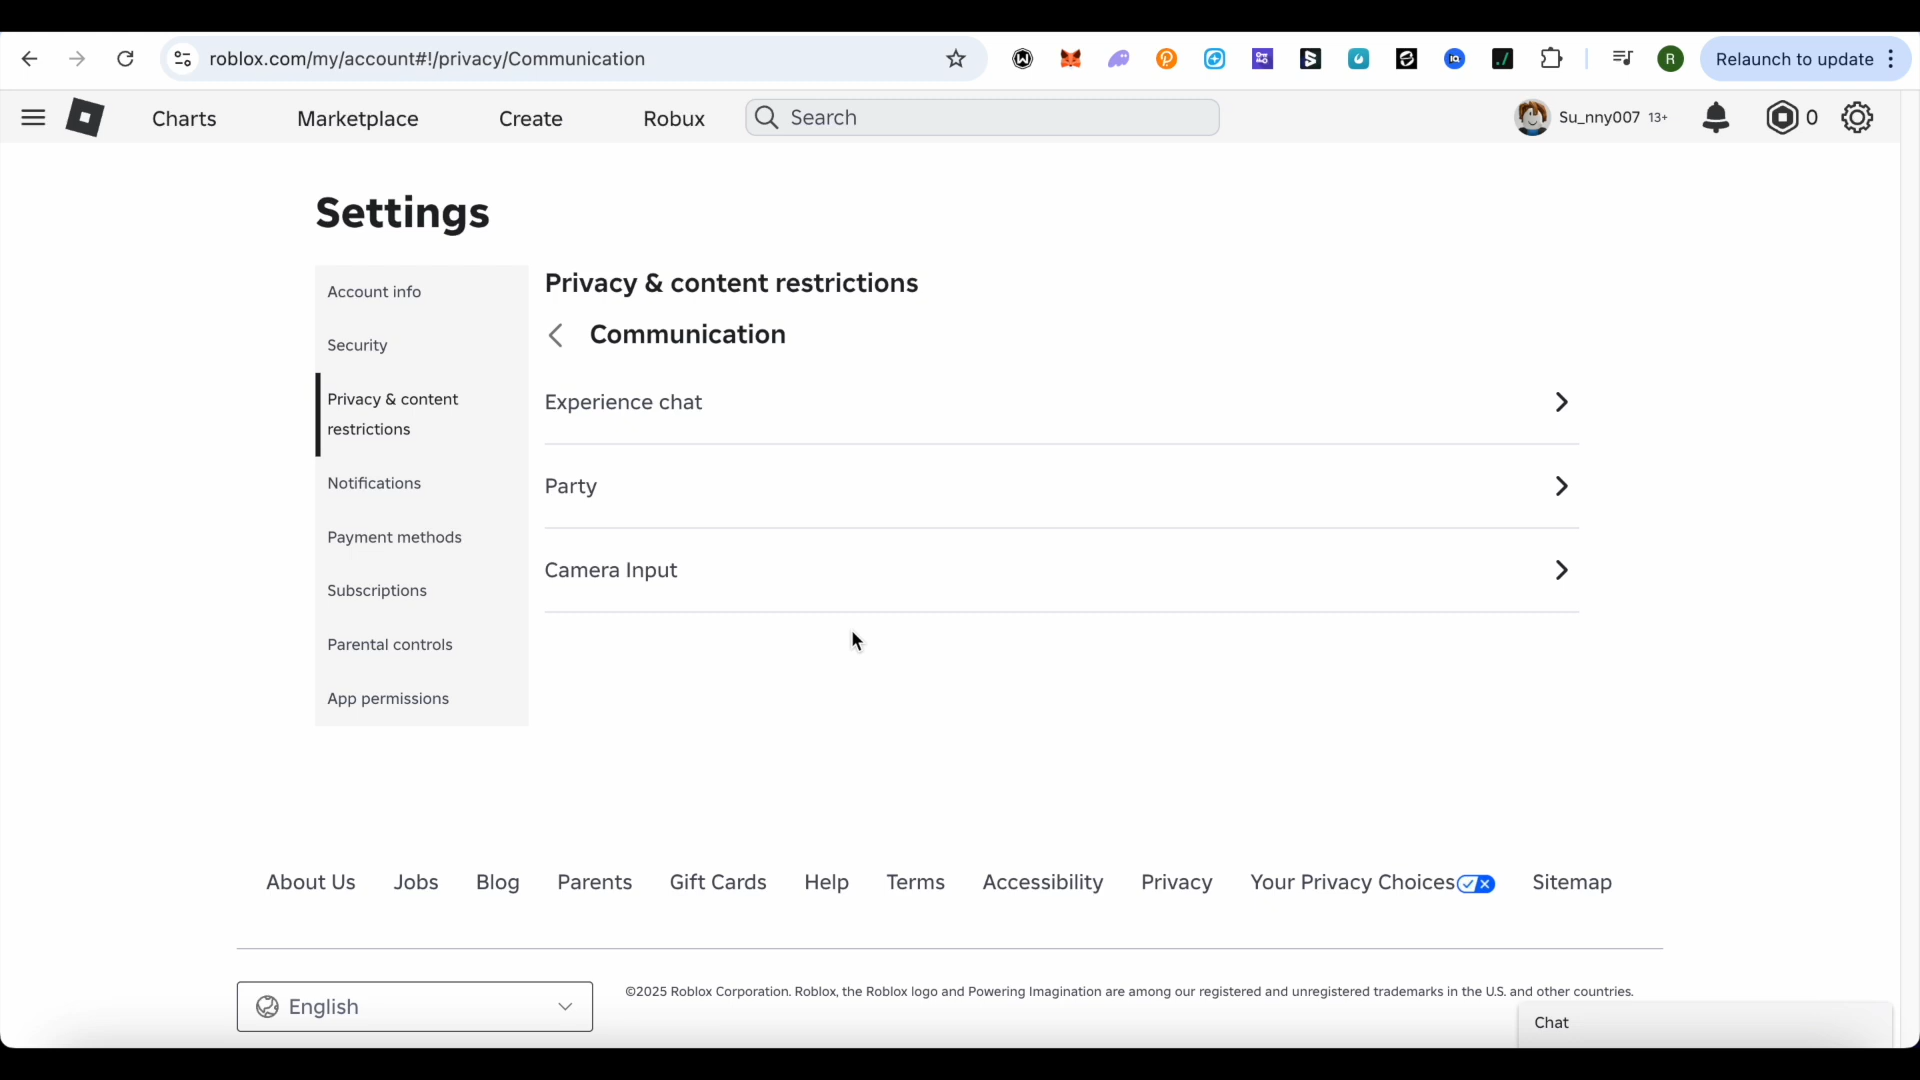 roblox.com/my/account#!/privacy/Communication
R
Relaunch to update
Charts
Marketplace
Create
Robux
Search
Su_nny007 13+
0
Settings
Account info
Security
Privacy & content
restrictions
Notifications
Payment methods
Subscriptions
Parental controls
App permissions
Privacy & content restrictions
Communication
Experience chat
Party
Camera Input
About Us
Jobs
Blog
Parents
Gift Cards
Help
Terms
Accessibility
Privacy
Your Privacy Choices
Sitemap
English
©2025 Roblox Corporation. Roblox, the Roblox logo and Powering Imagination are among our registered and unregistered trademarks in the U.S. and other countries.
Chat